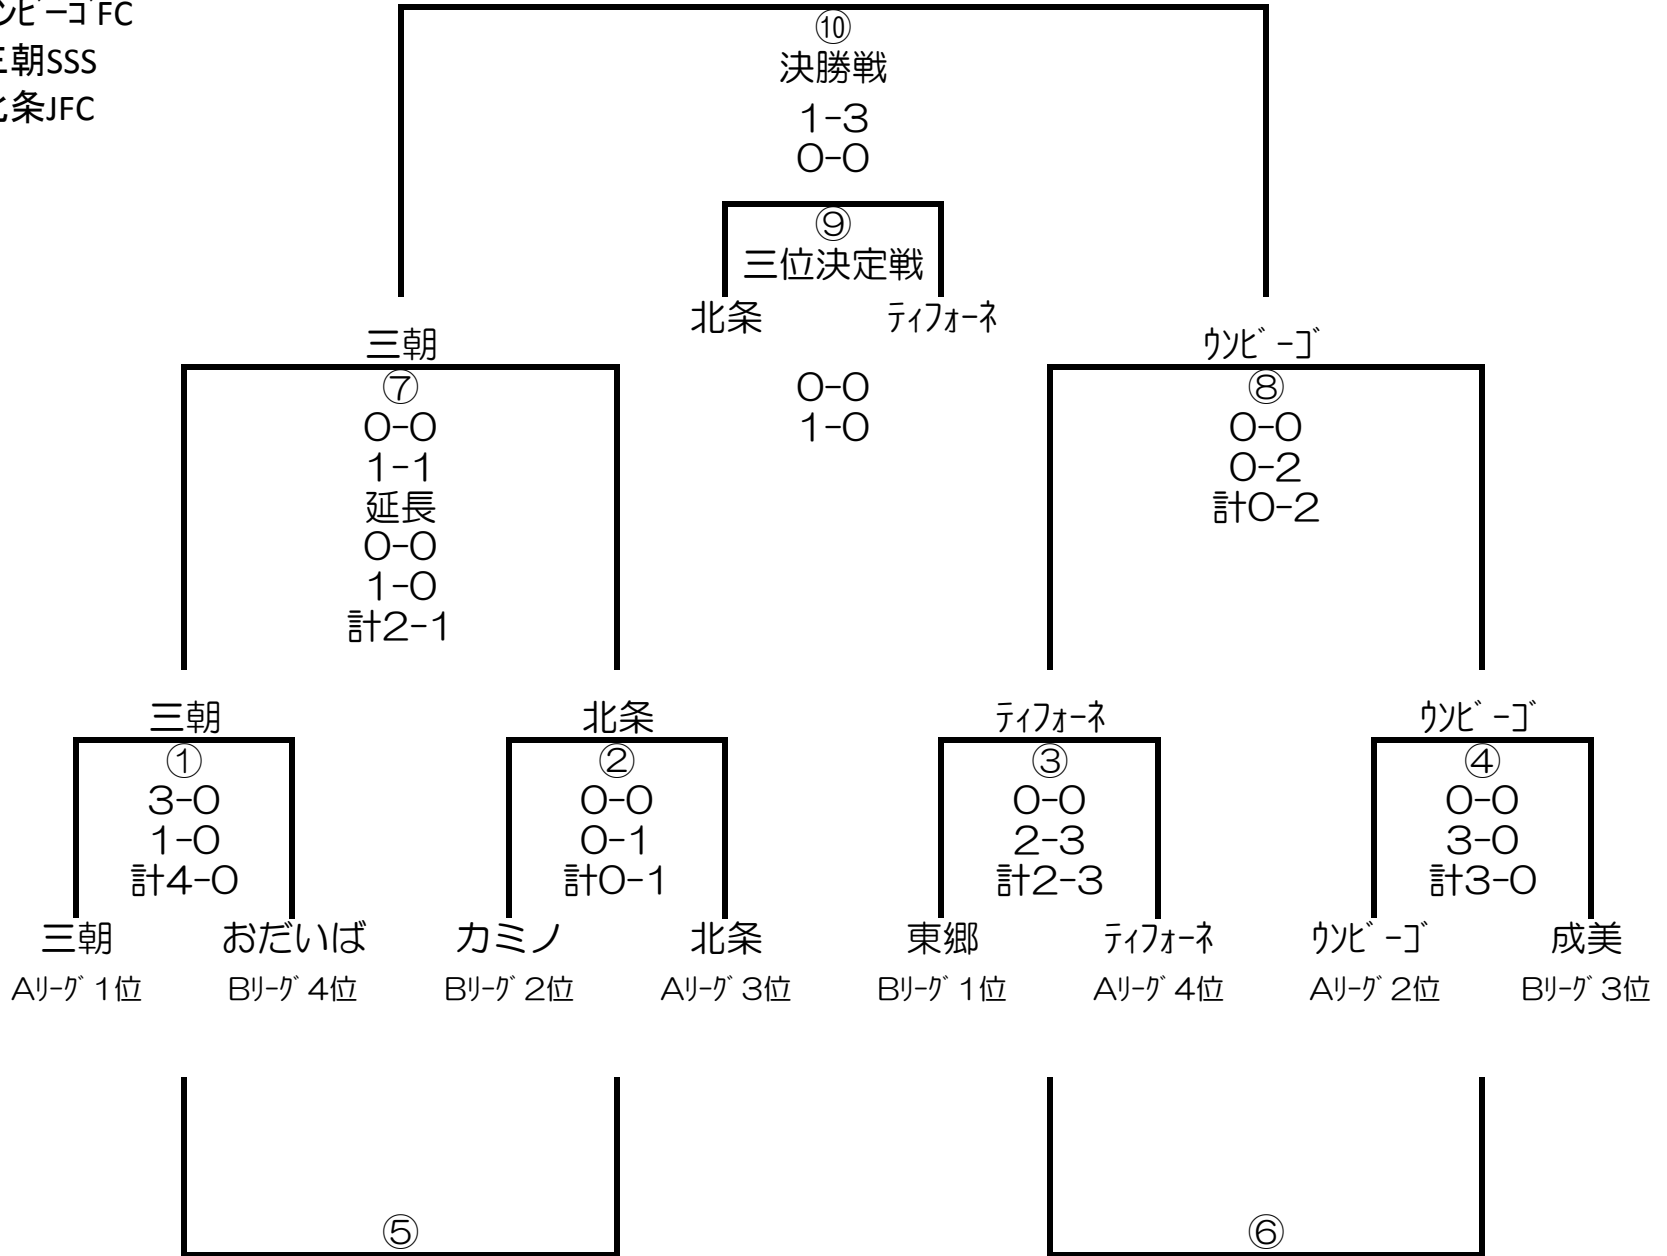 ンビーゴFC
三朝SSS
北条JFC
⑩
決勝戦
1-3
0-0
⑨
三位決定戦
北条 ティフォーネ
0-0
1-0
三朝
⑦
0-0
1-1
延長
0-0
1-0
計2-1
ウンビーゴ
⑧
0-0
0-2
計0-2
三朝
①
3-0
1-0
計4-0
北条
②
0-0
0-1
計0-1
ティフォーネ
③
0-0
2-3
計2-3
ウンビーゴ
④
0-0
3-0
計3-0
三朝 おだいば カミノ 北条 東郷 ティフォーネ ウンビーゴ 成美
Aリーグ1位 Bリーグ4位 Bリーグ2位 Aリーグ3位 Bリーグ1位 Aリーグ4位 Aリーグ2位 Bリーグ3位
⑤ ⑥